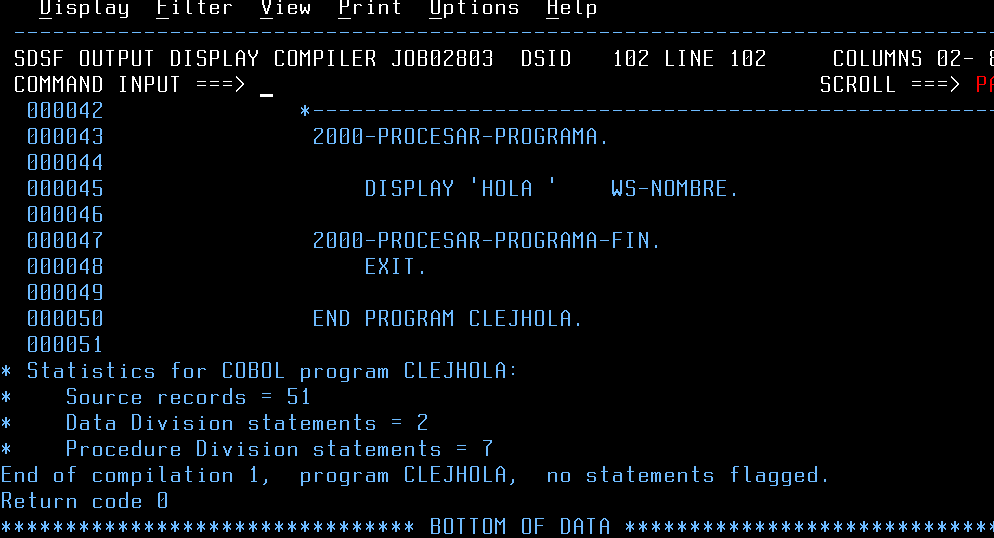 Display Filter View Print Options Help
-------------------------------------------------------------------------------
SDSF OUTPUT DISPLAY COMPILER JOB02803 DSID 102 LINE 102 COLUMNS 02- 8
COMMAND INPUT ===> _ SCROLL ===> PA
000042 *-----------------------------------------------------
000043 2000-PROCESAR-PROGRAMA.
000044
000045 DISPLAY 'HOLA ' WS-NOMBRE.
000046
000047 2000-PROCESAR-PROGRAMA-FIN.
000048 EXIT.
000049
000050 END PROGRAM CLEJHOLA.
000051
* Statistics for COBOL program CLEJHOLA:
* Source records = 51
* Data Division statements = 2
* Procedure Division statements = 7
End of compilation 1, program CLEJHOLA, no statements flagged.
Return code 0
******************************** BOTTOM OF DATA *****************************